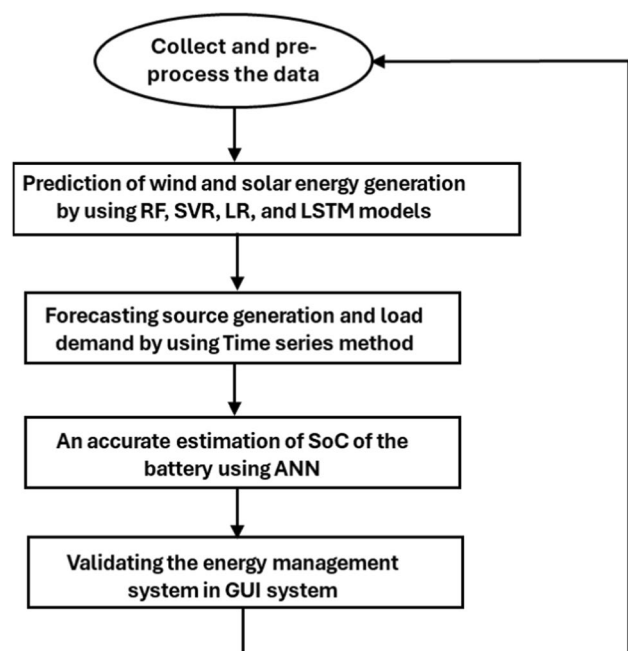 Collect and pre-
process the data
Prediction of wind and solar energy generation
by using RF, SVR, LR, and LSTM models
Forecasting source generation and load
demand by using Time series method
An accurate estimation of SoC of the
battery using ANN
Validating the energy management
system in GUI system